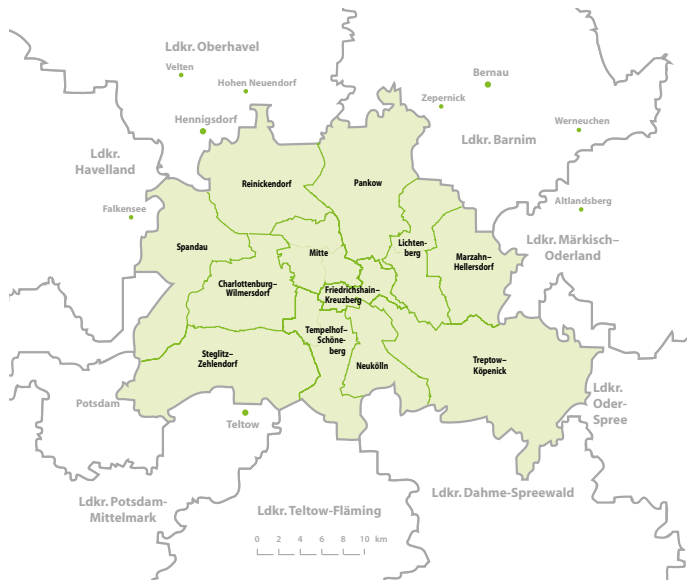 Ldkr. Oberhavel
Velten
Bernau
Hohen Neuendorf
Zepernick
Hennigsdorf
Werneuchen
Ldkr. Barnim
Ldkr.
Havelland
Reinickendorf
Pankow
Altlandsberg
Falkensee
Spandau
Mitte
Lichten-
berg
Marzahn-
Hellersdorf
Ldkr. Märkisch–
Oderland
Charlottenburg–
Wilmersdorf
Friedrichshain–
Kreuzberg
Tempelhof–
Schöne-
berg
Steglitz–
Zehlendorf
Neukölln
Treptow–
Köpenick
Potsdam
Teltow
Ldkr.
Oder-
Spree
Ldkr. Potsdam-
Mittelmark
Ldkr. Teltow-Fläming
Ldkr. Dahme-Spreewald
0 2 4 6 8 10 km